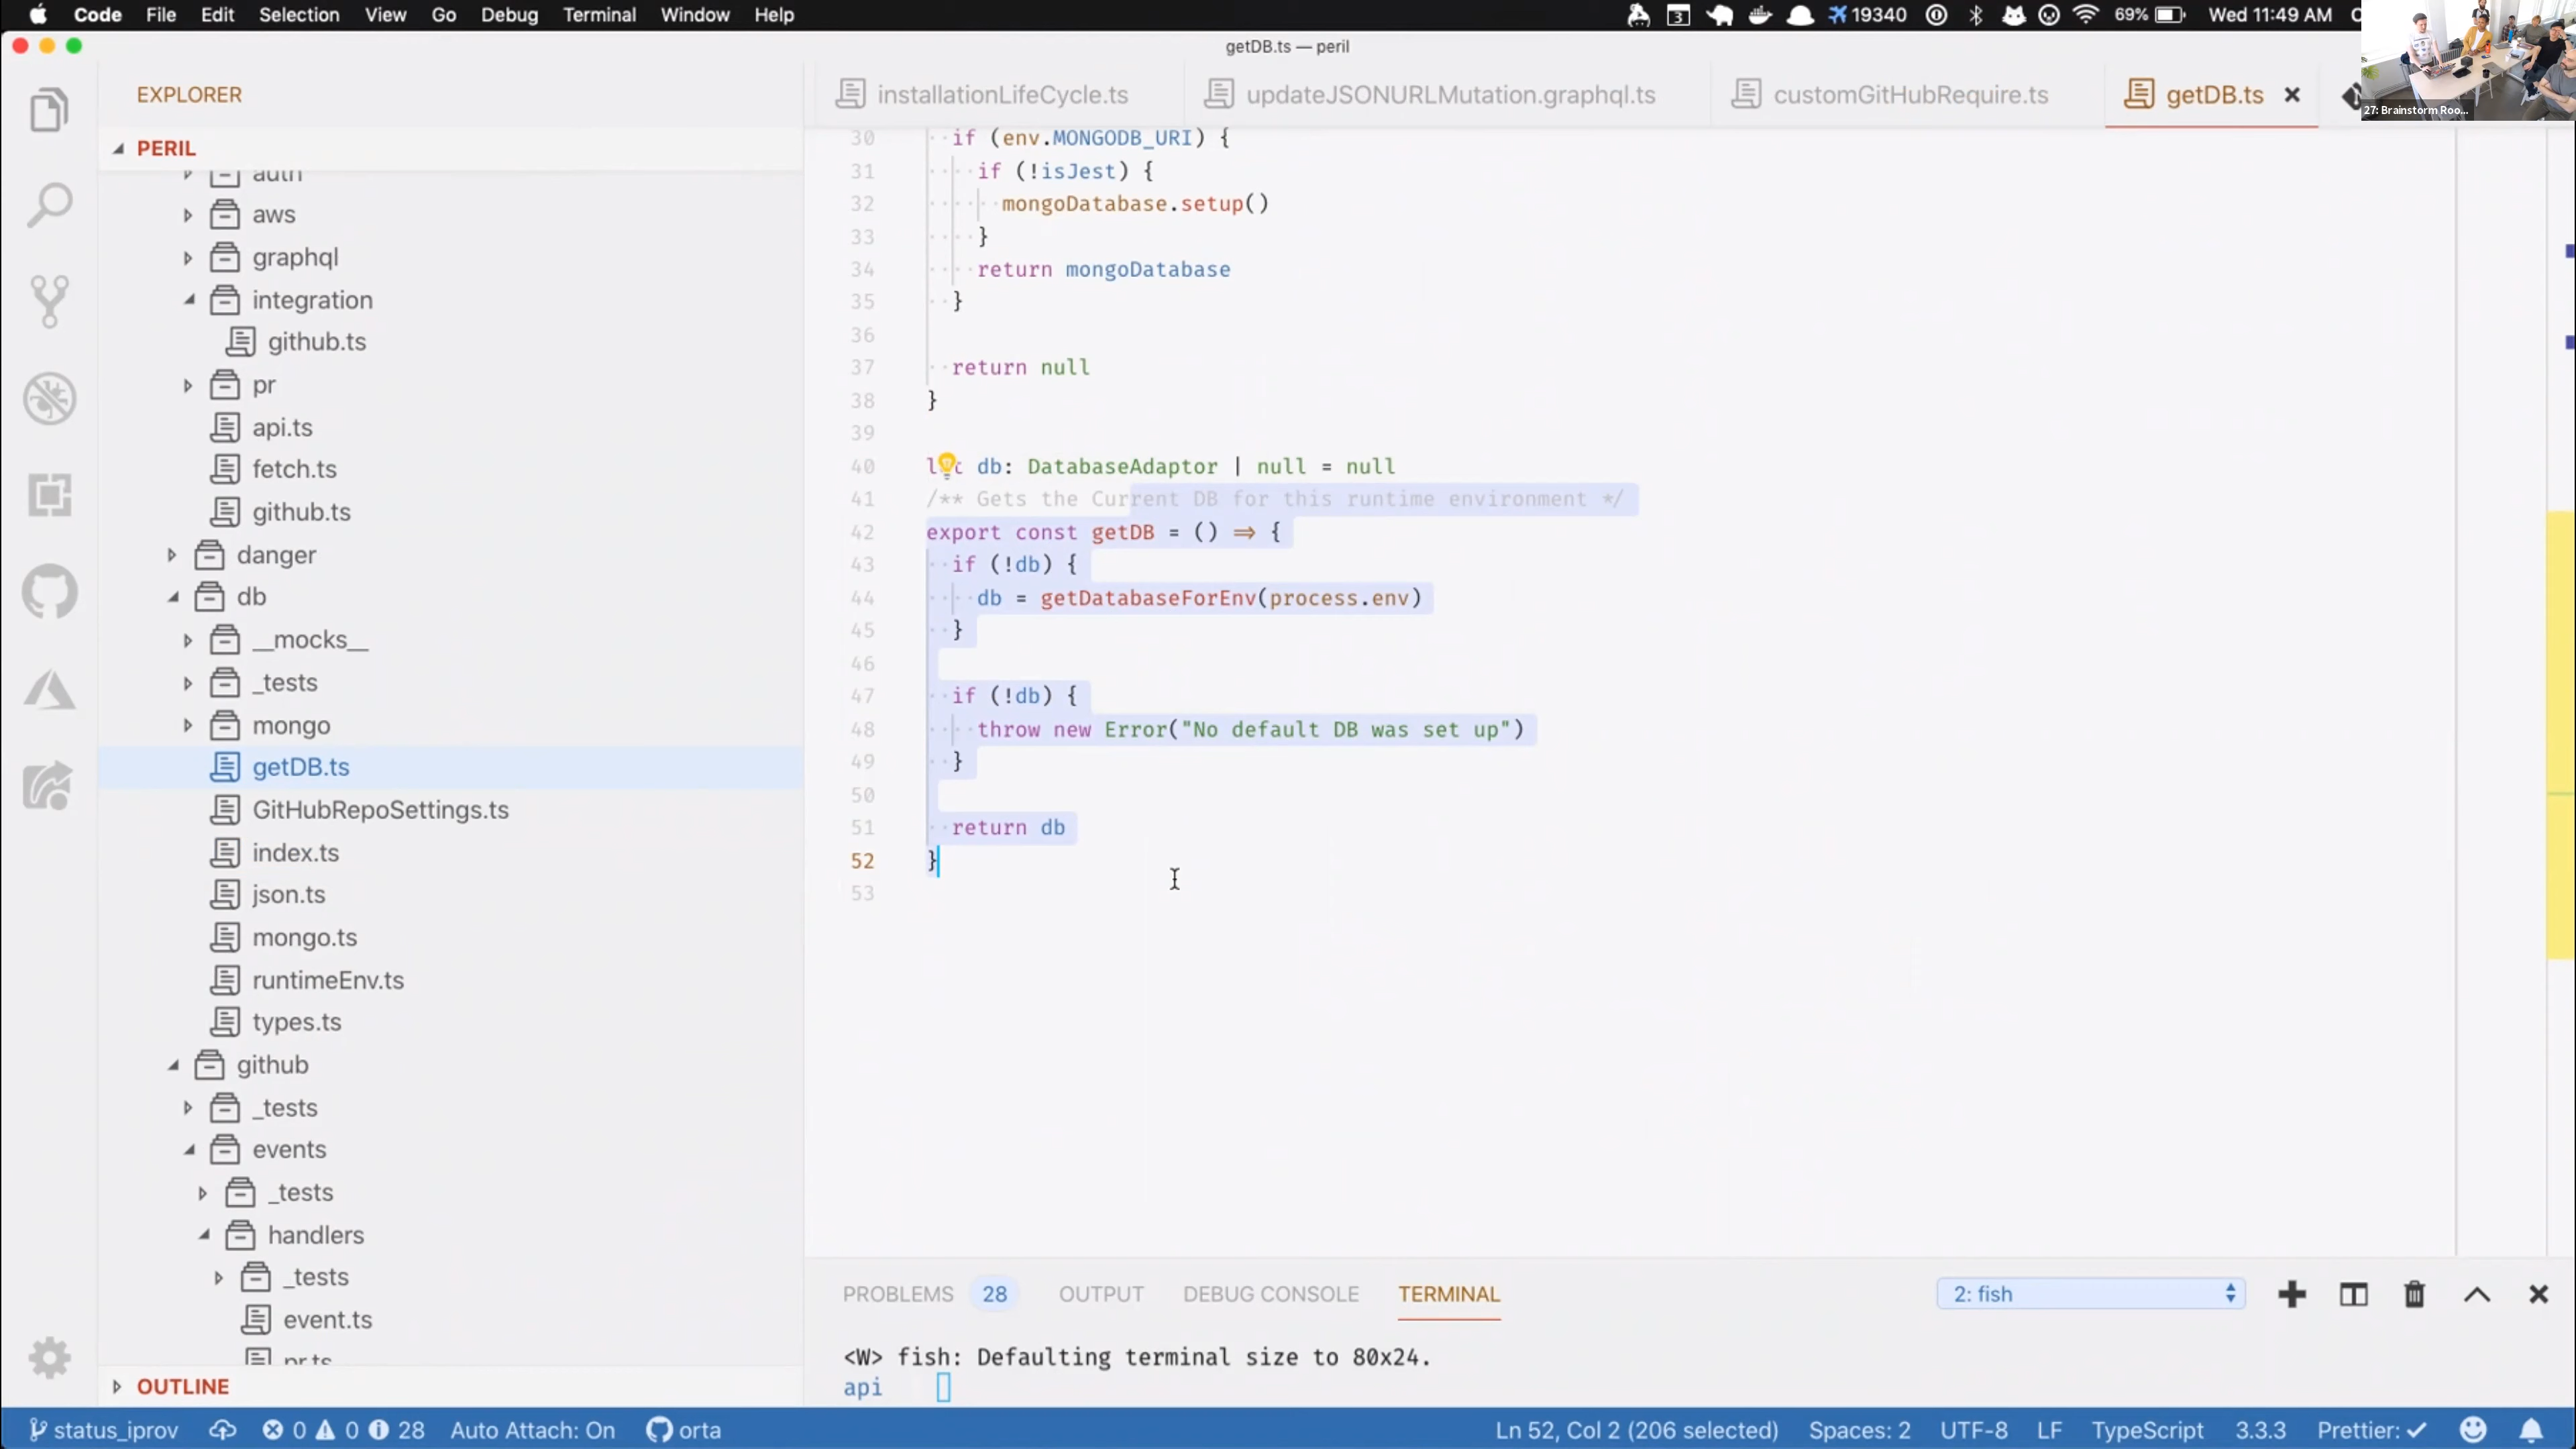 Code File Edit Selection View Go Debug Terminal Window Help
3 19340 69% Wed 11:49 AM
getDB.ts — peril
27: Brainstorm Roo...
EXPLORER
PERIL
auth
aws
graphql
integration
github.ts
pr
api.ts
fetch.ts
github.ts
danger
db
__mocks__
_tests
mongo
getDB.ts
GitHubRepoSettings.ts
index.ts
json.ts
mongo.ts
runtimeEnv.ts
types.ts
github
_tests
events
_tests
handlers
_tests
event.ts
pr.ts
OUTLINE
installationLifeCycle.ts updateJSONURLMutation.graphql.ts customGitHubRequire.ts getDB.ts
30 if (env.MONGODB_URI) {
31 if (!isJest) {
32 mongoDatabase.setup()
33 }
34 return mongoDatabase
35 }
36
37 return null
38 }
39
40 let db: DatabaseAdaptor | null = null
41 /** Gets the Current DB for this runtime environment */
42 export const getDB = () => {
43 if (!db) {
44 db = getDatabaseForEnv(process.env)
45 }
46
47 if (!db) {
48 throw new Error("No default DB was set up")
49 }
50
51 return db
52 }
53
PROBLEMS 28 OUTPUT DEBUG CONSOLE TERMINAL 2: fish
<W> fish: Defaulting terminal size to 80x24.
api
status_iprov 0 0 28 Auto Attach: On orta Ln 52, Col 2 (206 selected) Spaces: 2 UTF-8 LF TypeScript 3.3.3 Prettier: ✓